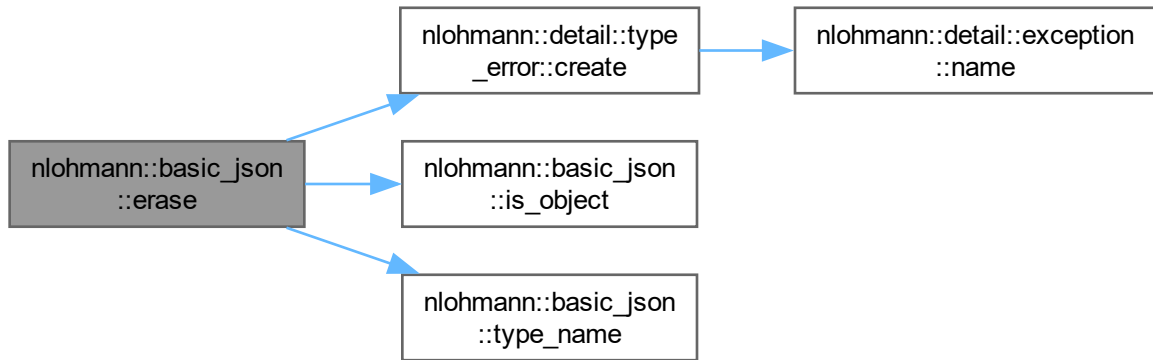 nlohmann::detail::type
_error::create
nlohmann::detail::exception
::name
nlohmann::basic_json
::erase
nlohmann::basic_json
::is_object
nlohmann::basic_json
::type_name